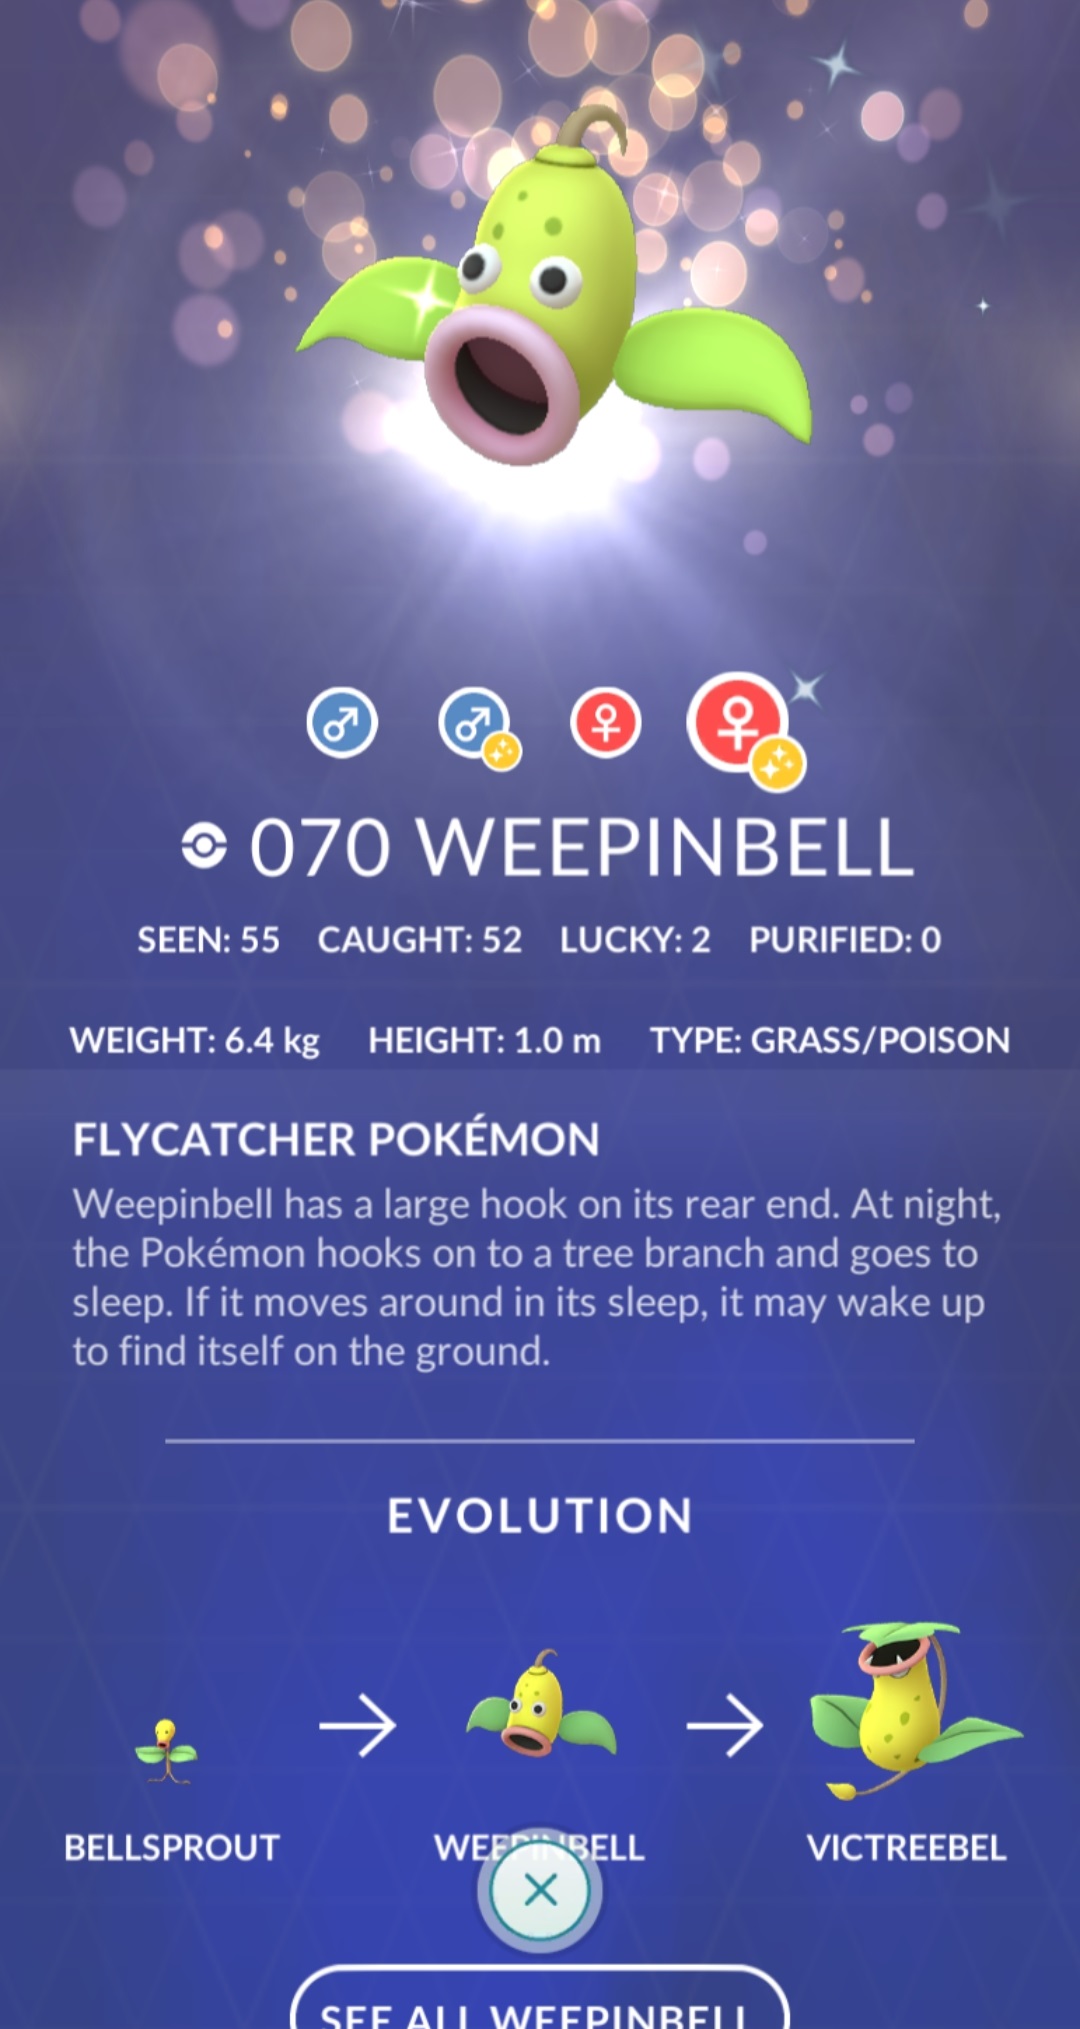 070 WEEPINBELL
SEEN: 55 CAUGHT: 52 LUCKY: 2 PURIFIED: 0
WEIGHT: 6.4 kg HEIGHT: 1.0 m TYPE: GRASS/POISON
FLYCATCHER POKÉMON
Weepinbell has a large hook on its rear end. At night,
the Pokémon hooks on to a tree branch and goes to
sleep. If it moves around in its sleep, it may wake up
to find itself on the ground.
EVOLUTION
BELLSPROUT WEEPINBELL VICTREEBEL
SEE ALL WEEPINBELL